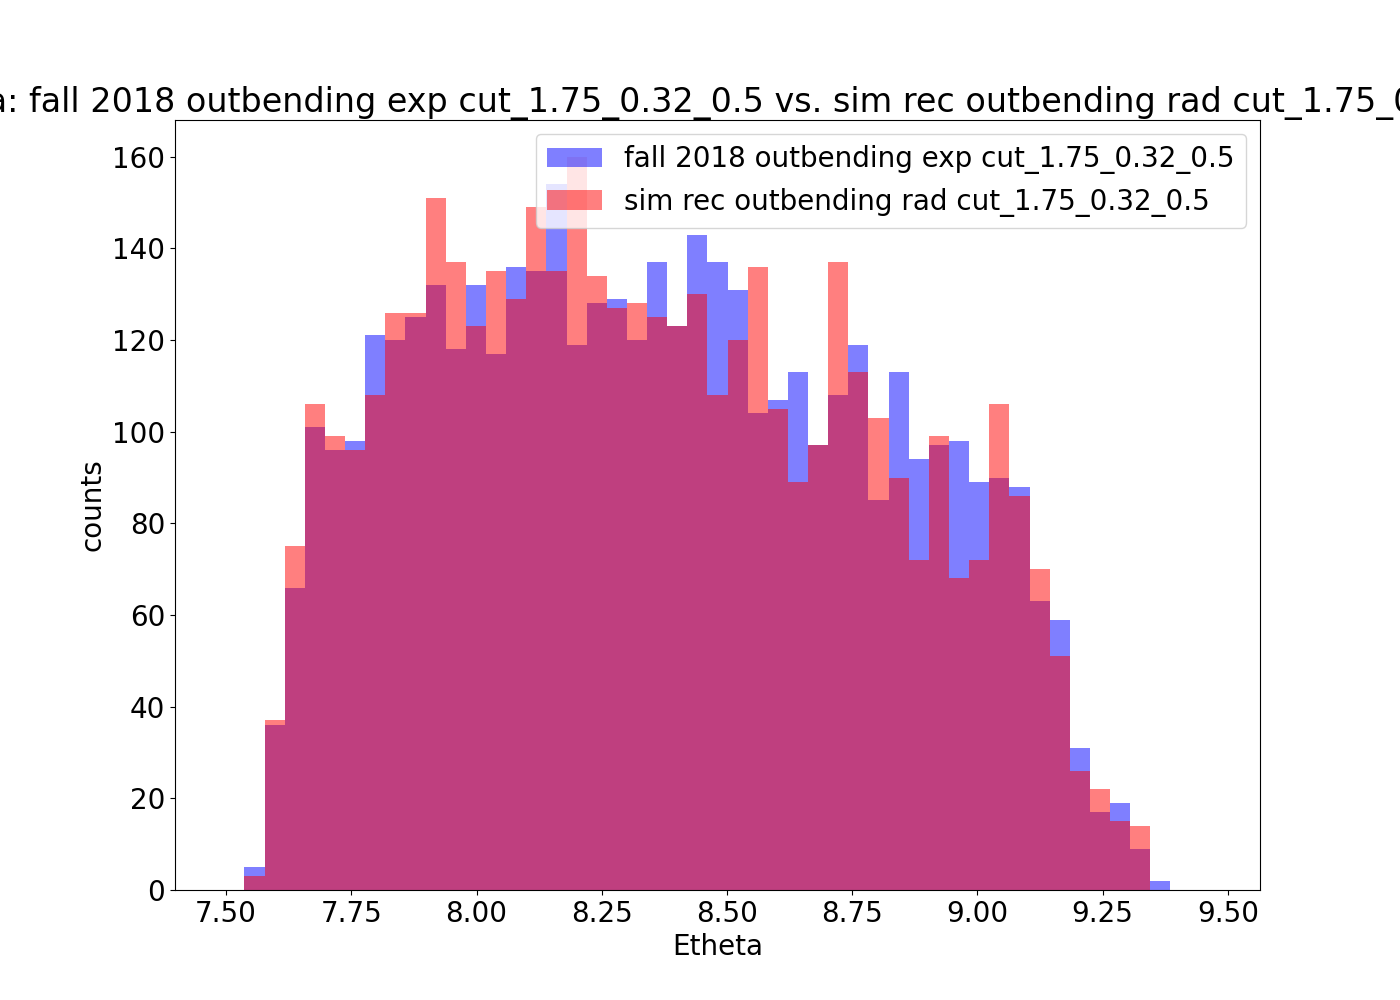 : fall 2018 outbending exp cut_1.75_0.32_0.5 vs. sim rec outbending rad cut_1.75_
fall 2018 outbending exp cut_1.75_0.32_0.5
sim rec outbending rad cut_1.75_0.32_0.5
160
140
120
100
80
60
40
20
0
counts
7.50 7.75 8.00 8.25 8.50 8.75 9.00 9.25 9.50
Etheta